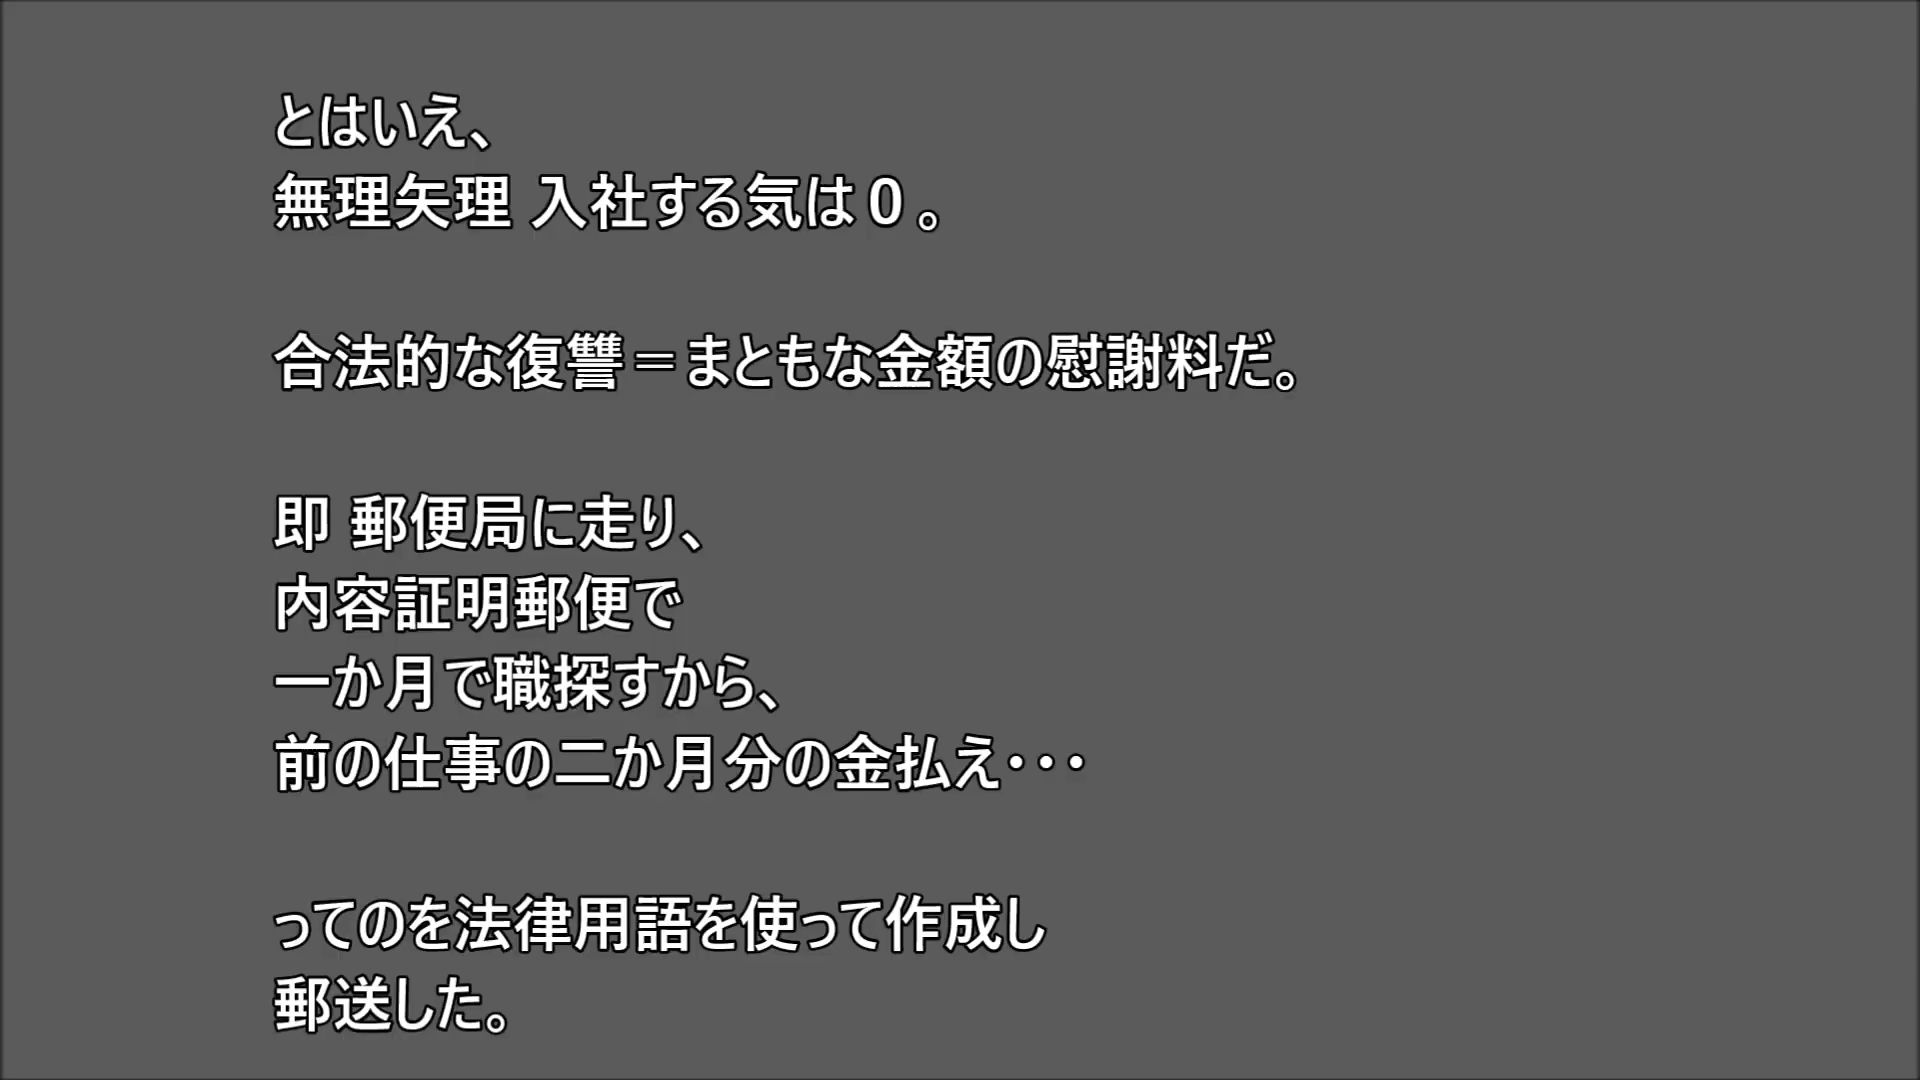 とはいえ、
無理矢理 入社する気は０。
合法的な復讐＝まともな金額の慰謝料だ。
即 郵便局に走り、
内容証明郵便で
一か月で職探すから、
前の仕事の二か月分の金払え・・・
ってのを法律用語を使って作成し
郵送した。